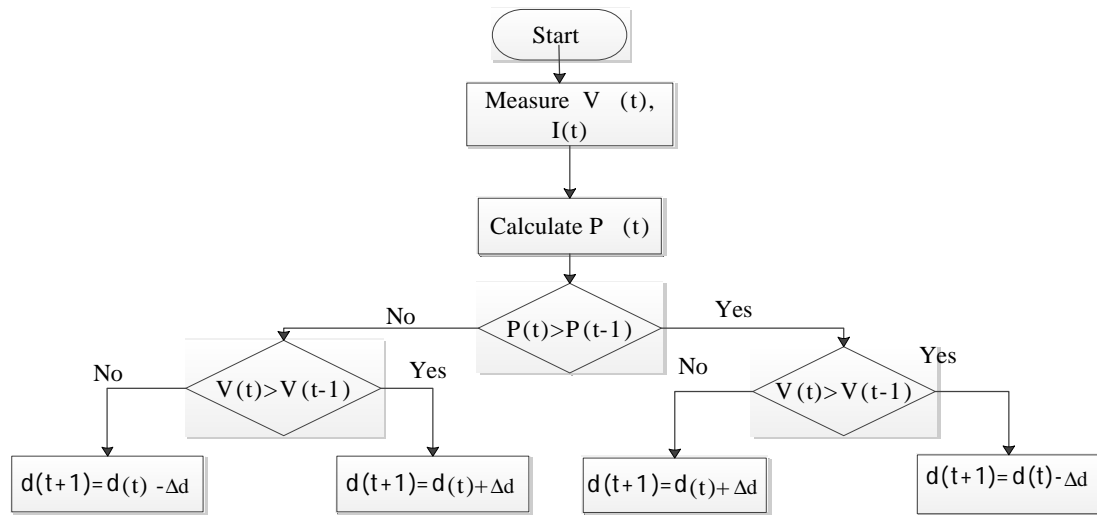 Start
Measure V (t),
I(t)
Calculate P (t)
P(t)>P(t-1)
No
Yes
V(t)>V(t-1)
No
Yes
V(t)>V(t-1)
No
Yes
d(t+1)=d(t) -Δd
d(t+1)=d(t)+Δd
d(t+1)=d(t)+Δd
d(t+1)=d(t)-Δd